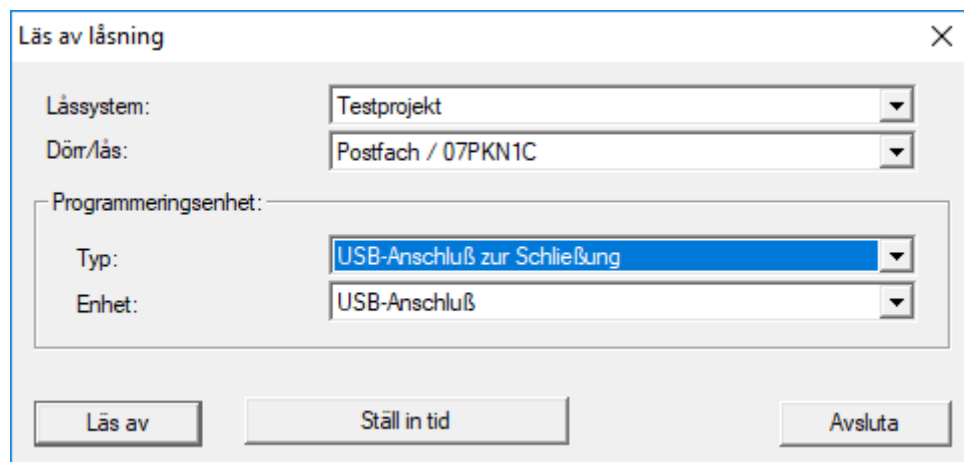 Läs av låsning
Låssystem: Testprojekt
Dörr/lås: Postfach / 07PKN1C
Programmeringsenhet:
Typ: USB-Anschluß zur Schließung
Enhet: USB-Anschluß
Läs av Ställ in tid Avsluta